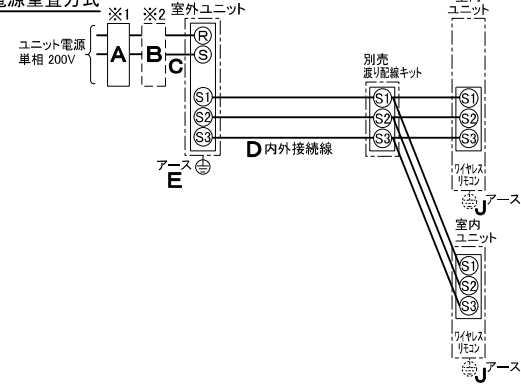 電源重畳方式
※1
※2
室外ユニット
室内
ユニット
ユニット電源
単相 200V
A
B
C
R
S
別売
渡り配線キット
S1
S2
S3
S1
S2
S3
S1
S2
S3
D 内外接続線
アース
E
ワイヤレス
リモコン
J アース
室内
ユニット
S1
S2
S3
ワイヤレス
リモコン
J アース